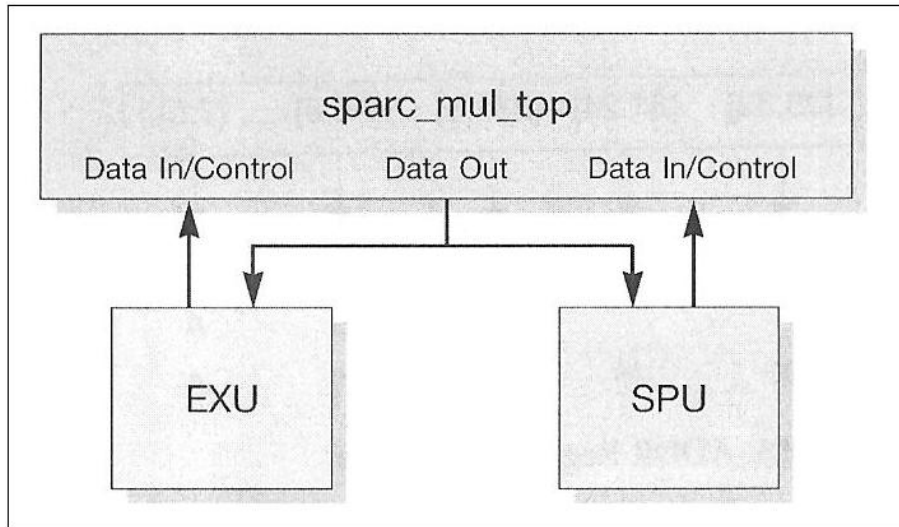 sparc_mul_top
Data In/Control Data Out Data In/Control
EXU SPU